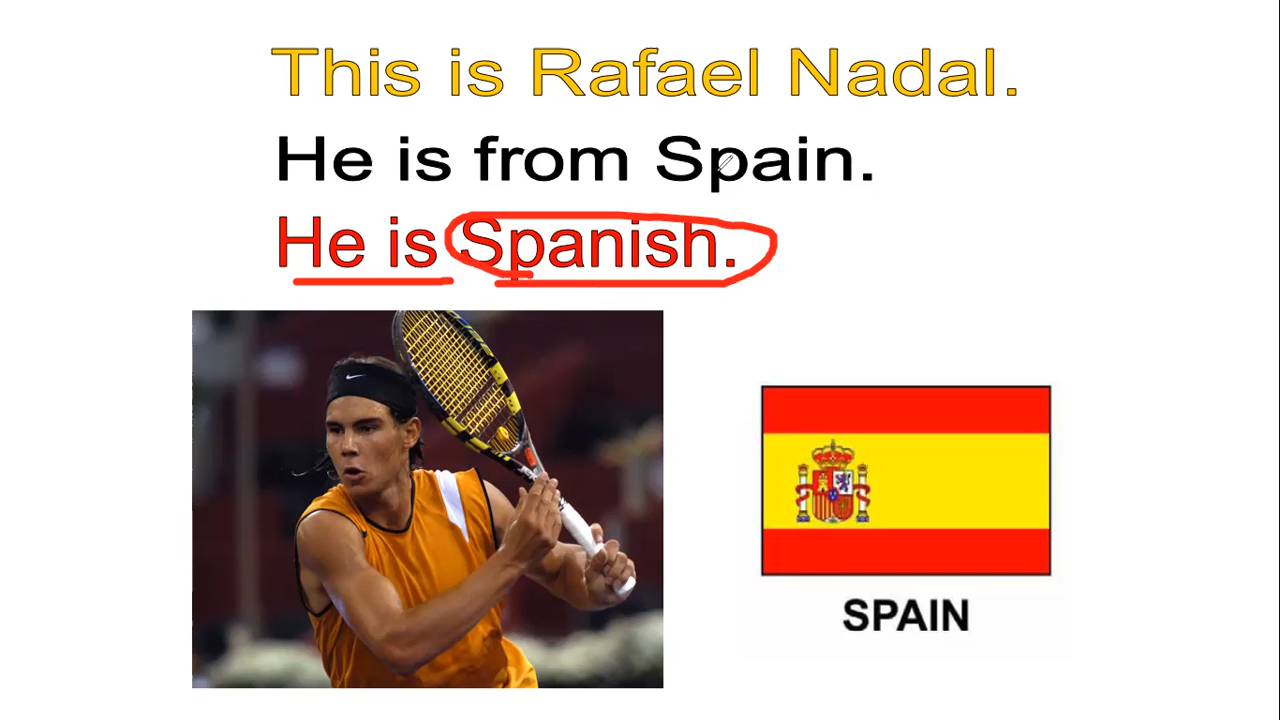 This is Rafael Nadal.
He is from Spain.
He is Spanish.
SPAIN